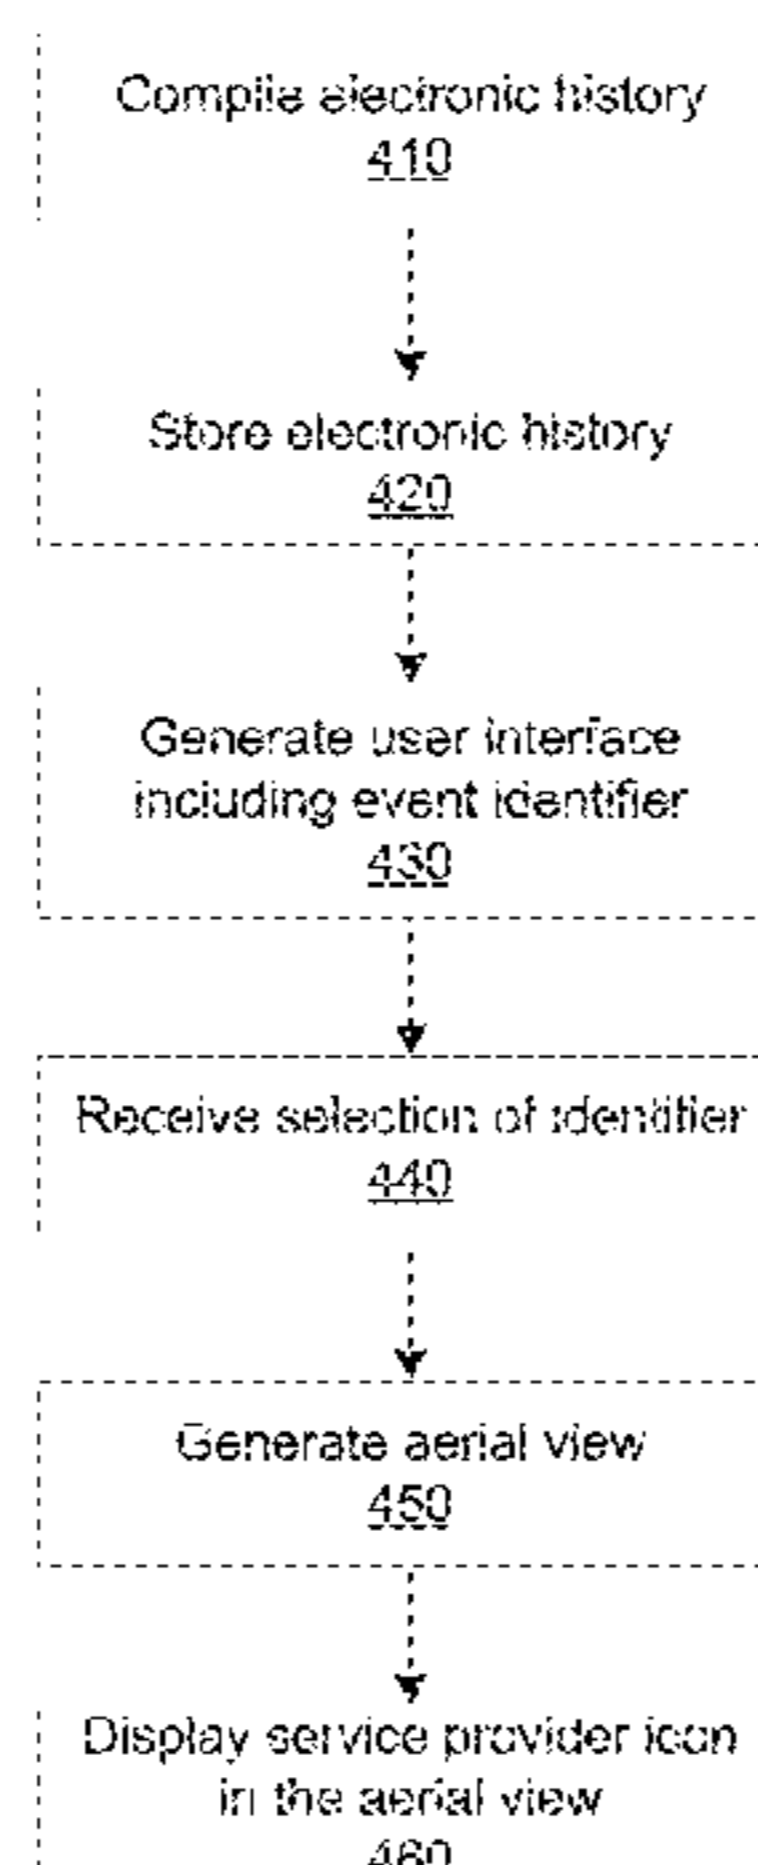 Compile electronic history
410
Store electronic history
420
Generate user interface
including event identifier
430
Receive selection of identifier
440
Generate aerial view
450
Display service provider icon
in the aerial view
460